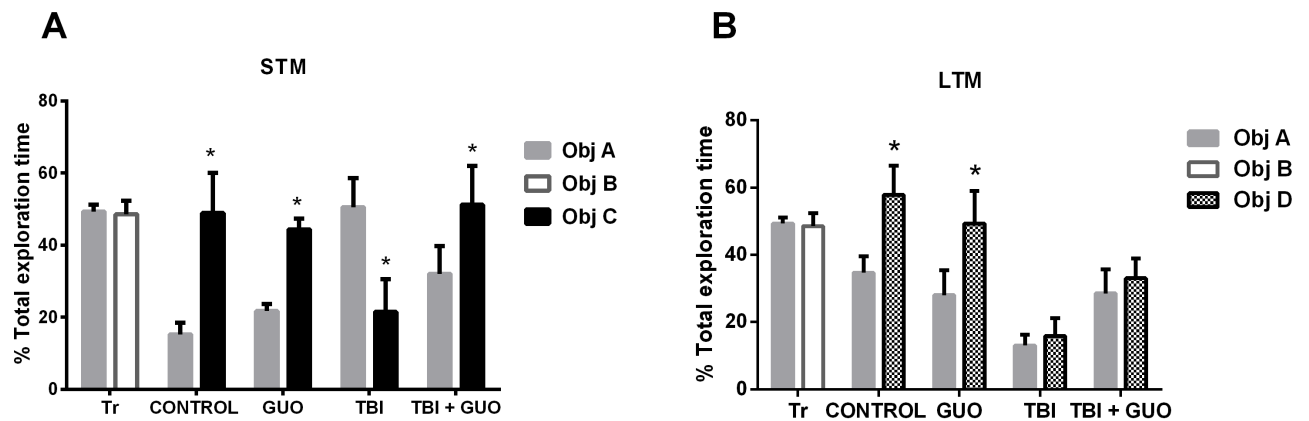 A
STM
% Total exploration time
80
60
40
20
0
* * * *
Tr CONTROL GUO TBI TBI + GUO
Obj A
Obj B
Obj C
B
LTM
% Total exploration time
80
60
40
20
0
* *
Tr CONTROL GUO TBI TBI + GUO
Obj A
Obj B
Obj D